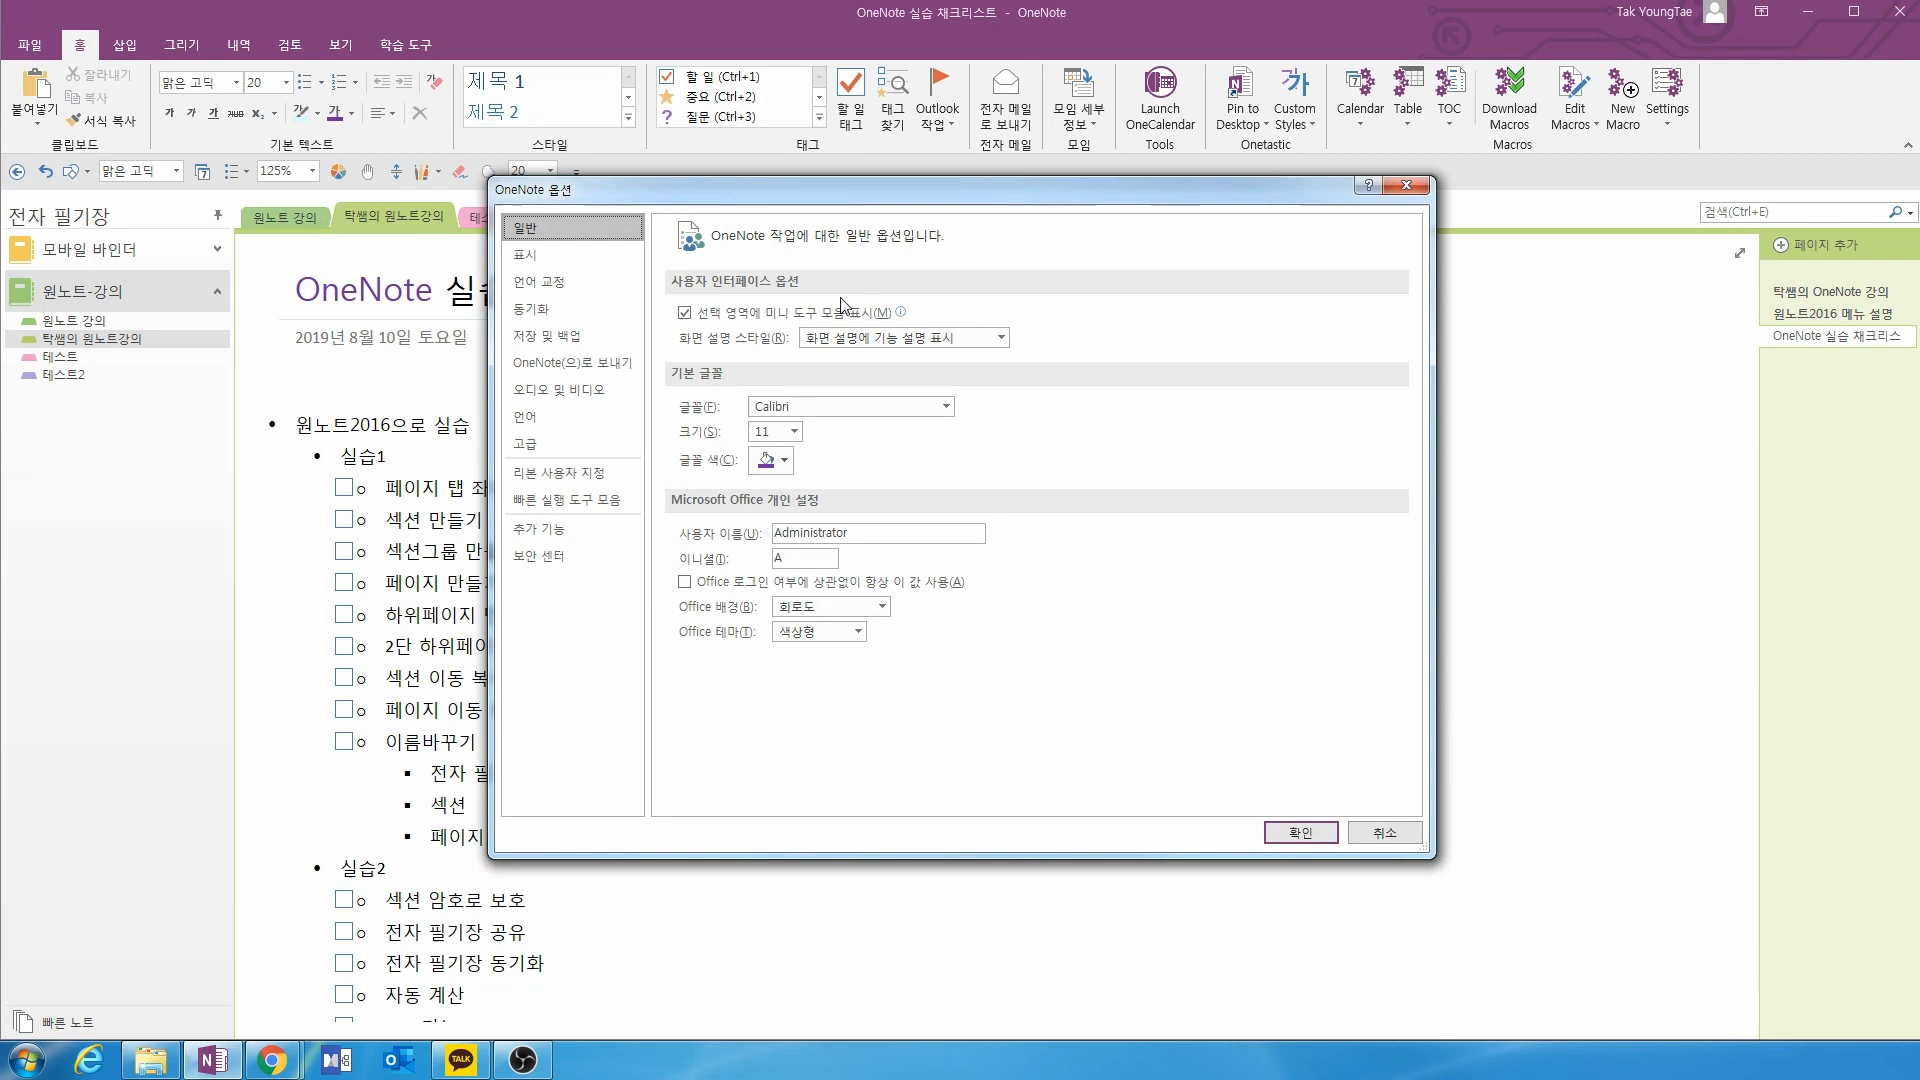 OneNote 실습 채크리스트 - OneNote
Tak YoungTae
파일 홈 삽입 그리기 내역 검토 보기 학습 도구
붙여넣기
잘라내기
복사
서식 복사
클립보드
맑은 고딕 20
기본 텍스트
제목 1
제목 2
스타일
할 일 (Ctrl+1)
중요 (Ctrl+2)
질문 (Ctrl+3)
할 일 태그
태그 찾기
Outlook 작업
태그
전자 메일로 보내기
전자 메일
모임 세부 정보
모임
Launch OneCalendar
Tools
Pin to Desktop
Custom Styles
Onetastic
Calendar
Table
TOC
Download Macros
Edit Macros
New Macro
Settings
Macros
맑은 고딕 125% 20
전자 필기장
모바일 바인더
원노트-강의
원노트 강의
탁쌤의 원노트강의
테스트
테스트2
빠른 노트
원노트 강의 탁쌤의 원노트강의
검색(Ctrl+E)
페이지 추가
탁쌤의 OneNote 강의
원노트2016 메뉴 설명
OneNote 실습 채크리스
OneNote
2019년 8월 10일 토요일
• 원노트2016으로 실습
• 실습1
○ 페이지 탭
○ 섹션 만들기
○ 섹션그룹
○ 페이지
○ 하위페이지
○ 2단
○ 섹션 이동
○ 페이지 이동
○ 이름바꾸기
▪ 전자
▪ 섹션
▪ 페이지
• 실습2
○ 섹션 암호로 보호
○ 전자 필기장 공유
○ 전자 필기장 동기화
○ 자동 계산
OneNote 옵션
일반
표시
언어 교정
동기화
저장 및 백업
OneNote(으)로 보내기
오디오 및 비디오
언어
고급
리본 사용자 지정
빠른 실행 도구 모음
추가 기능
보안 센터
OneNote 작업에 대한 일반 옵션입니다.
사용자 인터페이스 옵션
선택 영역에 미니 도구 모음 표시(M)
화면 설명 스타일(R): 화면 설명에 기능 설명 표시
기본 글꼴
글꼴(F): Calibri
크기(S): 11
글꼴 색(C):
Microsoft Office 개인 설정
사용자 이름(U): Administrator
이니셜(I): A
Office 로그인 여부에 상관없이 항상 이 값 사용(A)
Office 배경(B): 회로도
Office 테마(T): 색상형
확인 취소